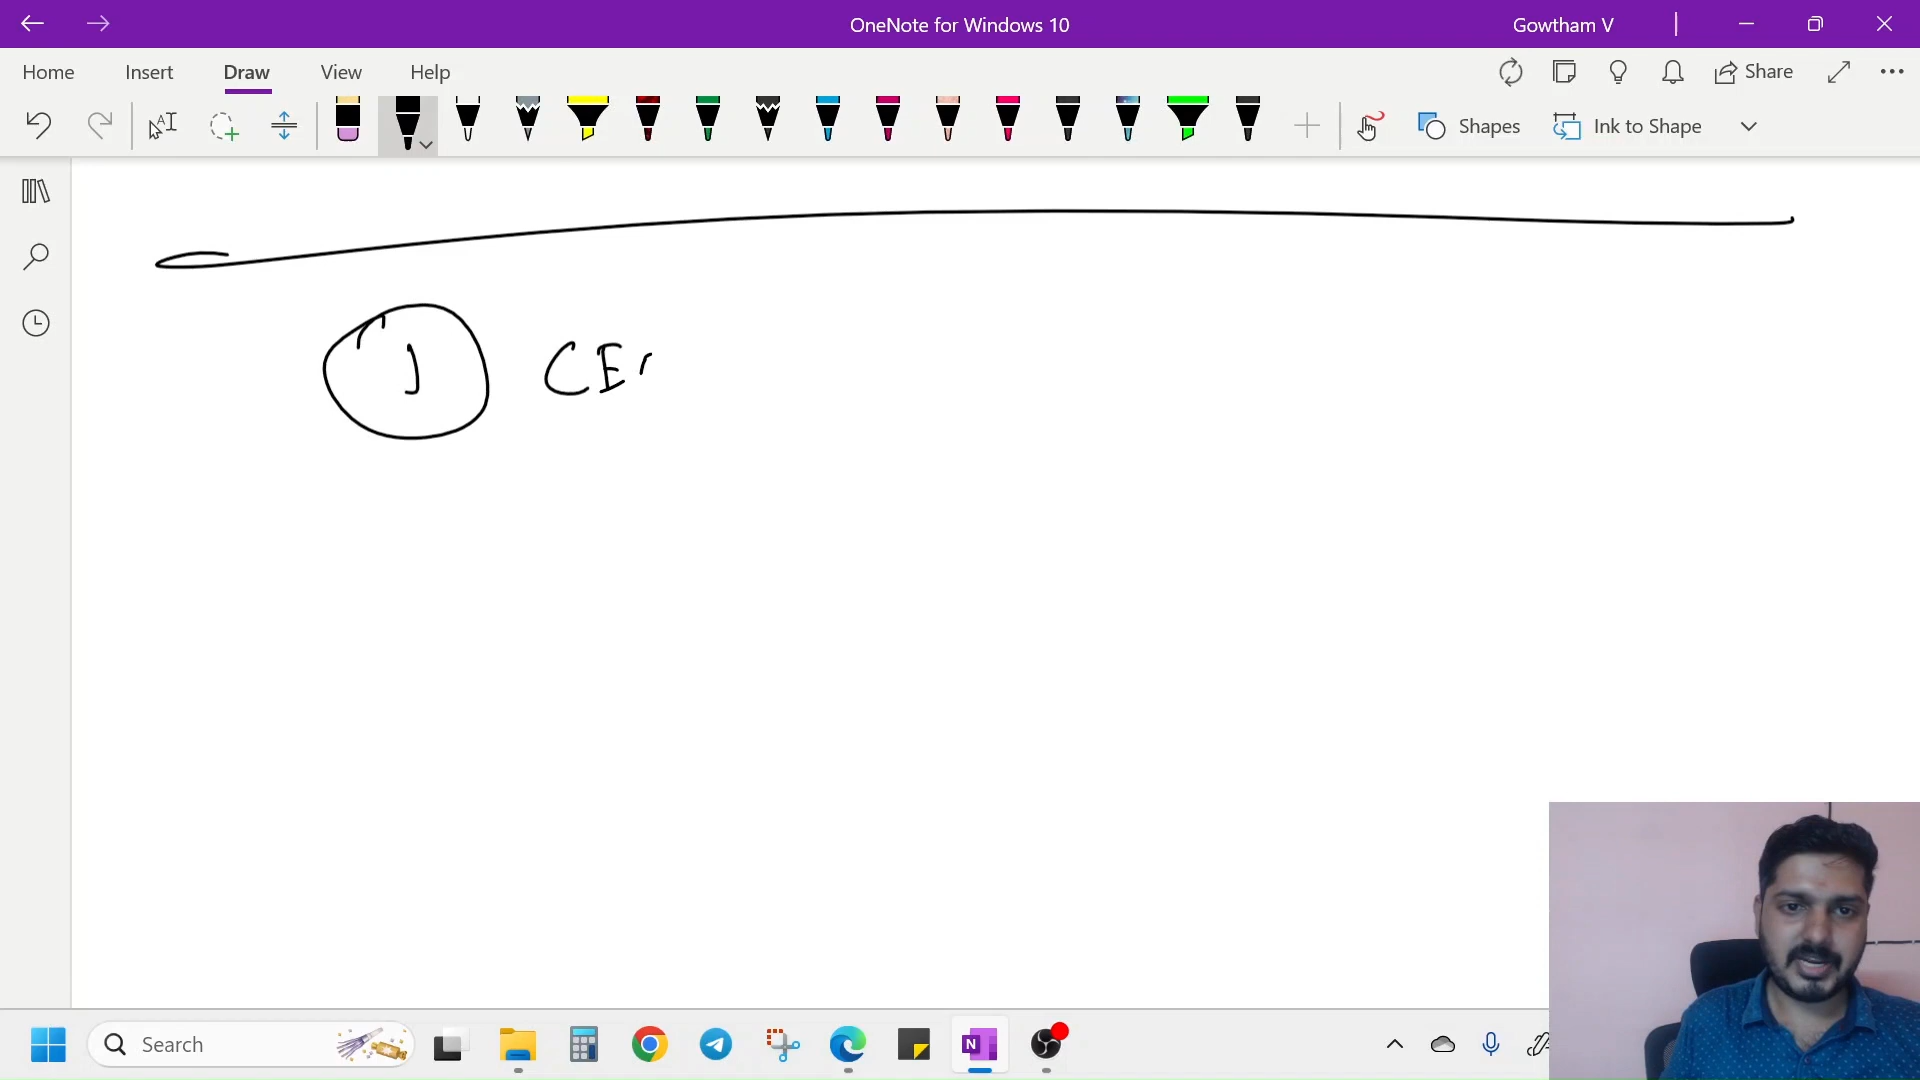 OneNote for Windows 10
Gowtham V
Home Insert Draw View Help
Share
Shapes
Ink to Shape
1 CE
Search